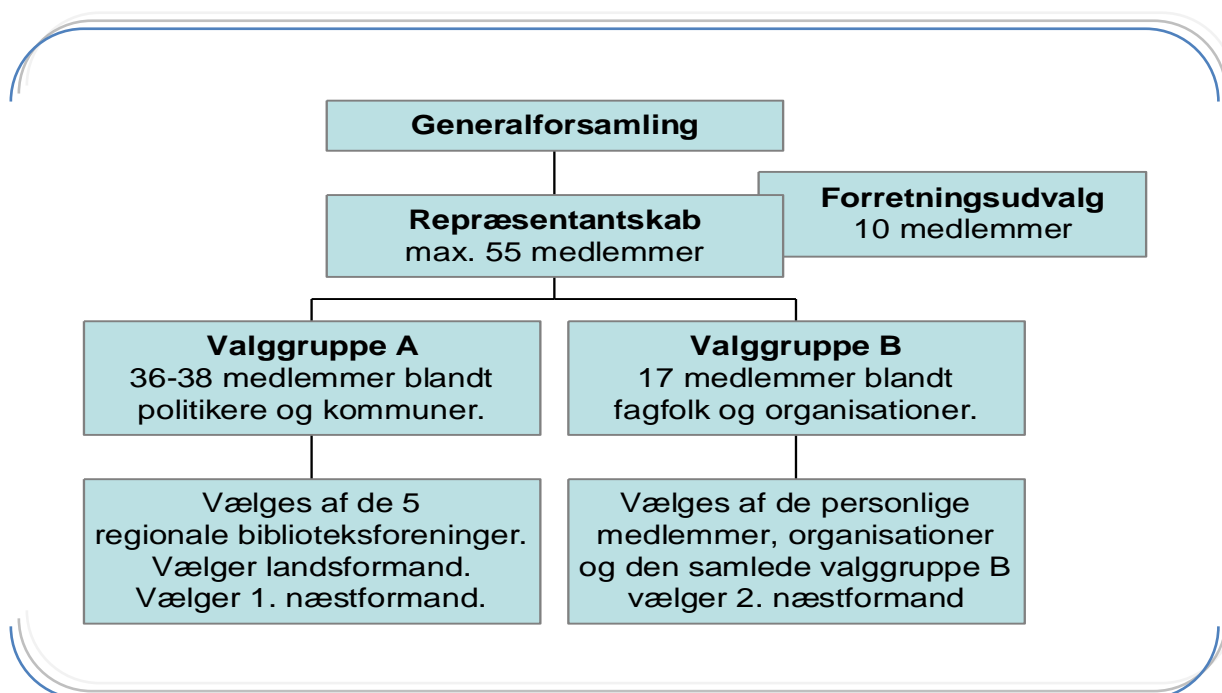 Generalforsamling
Repræsentantskab
max. 55 medlemmer
Forretningsudvalg
10 medlemmer
Valggruppe A
36-38 medlemmer blandt
politikere og kommuner.
Valggruppe B
17 medlemmer blandt
fagfolk og organisationer.
Vælges af de 5
regionale biblioteksforeninger.
Vælger landsformand.
Vælger 1. næstformand.
Vælges af de personlige
medlemmer, organisationer
og den samlede valggruppe B
vælger 2. næstformand